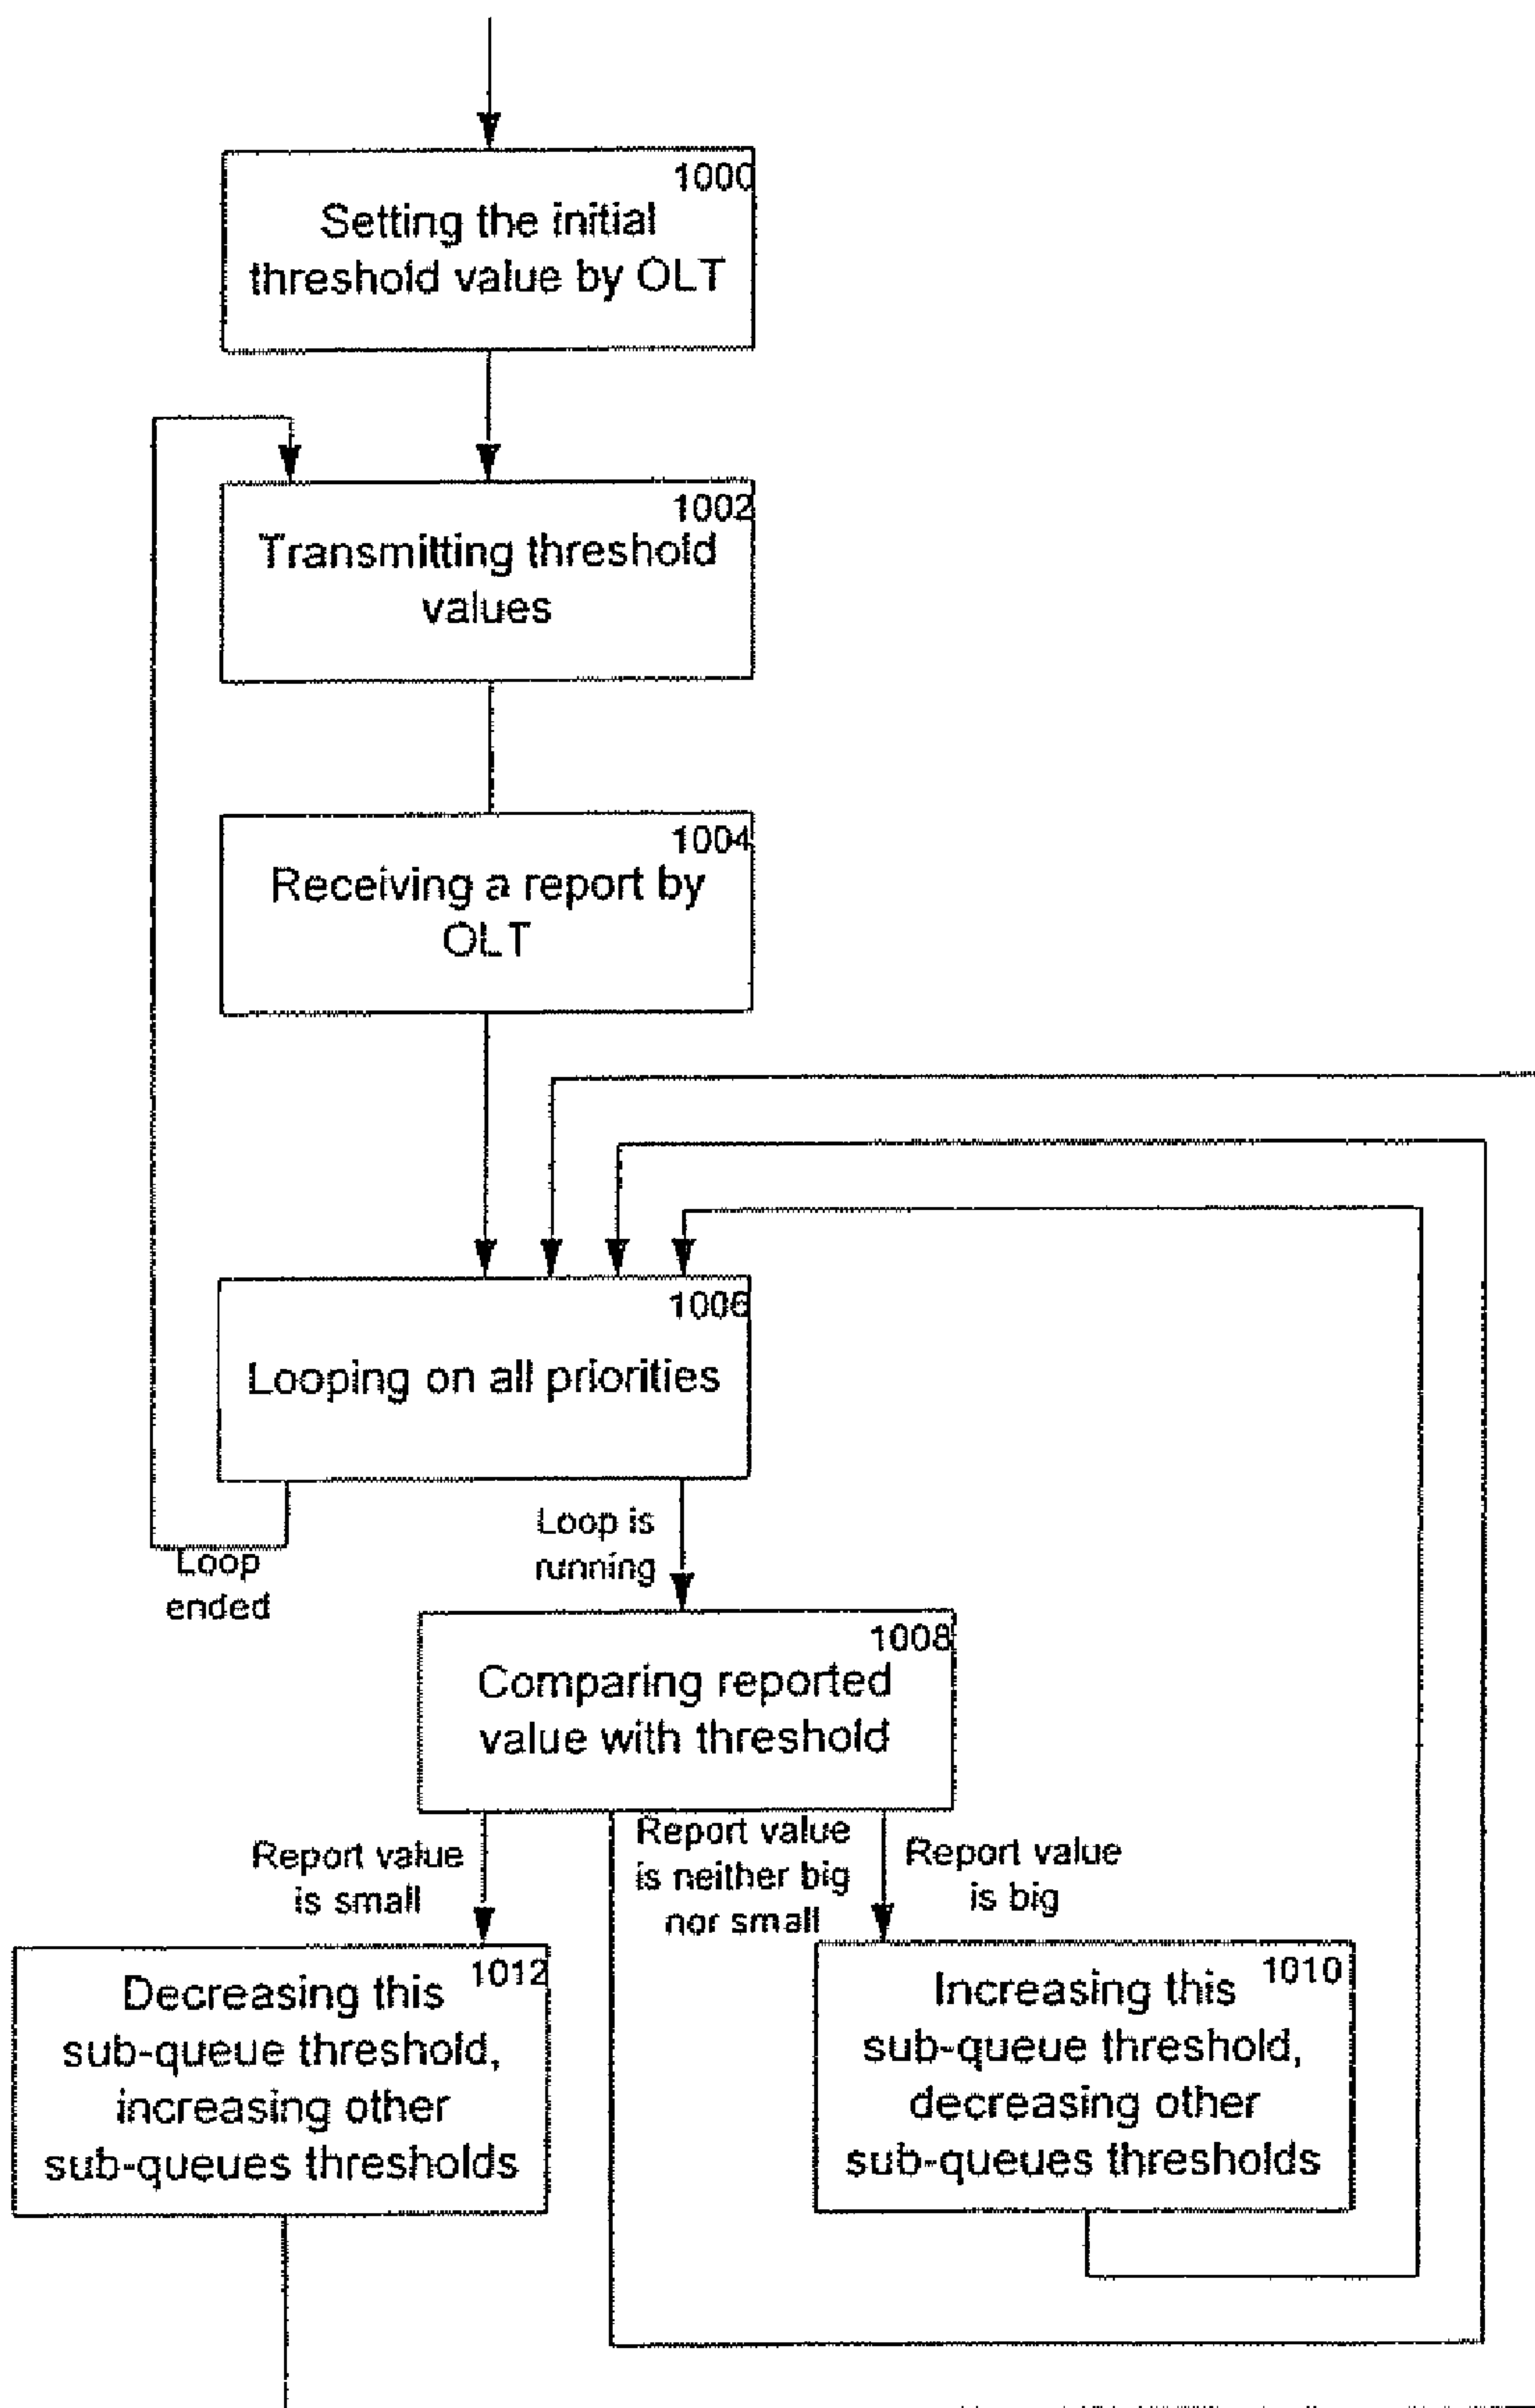 1000
Setting the initial
threshold value by OLT
1002
Transmitting threshold
values
1004
Receiving a report by
OLT
1006
Looping on all priorities
Loop
ended
Loop is
running
1008
Comparing reported
value with threshold
Report value
is small
Report value
is neither big
nor small
Report value
is big
1012
Decreasing this
sub-queue threshold,
increasing other
sub-queues thresholds
1010
Increasing this
sub-queue threshold,
decreasing other
sub-queues thresholds